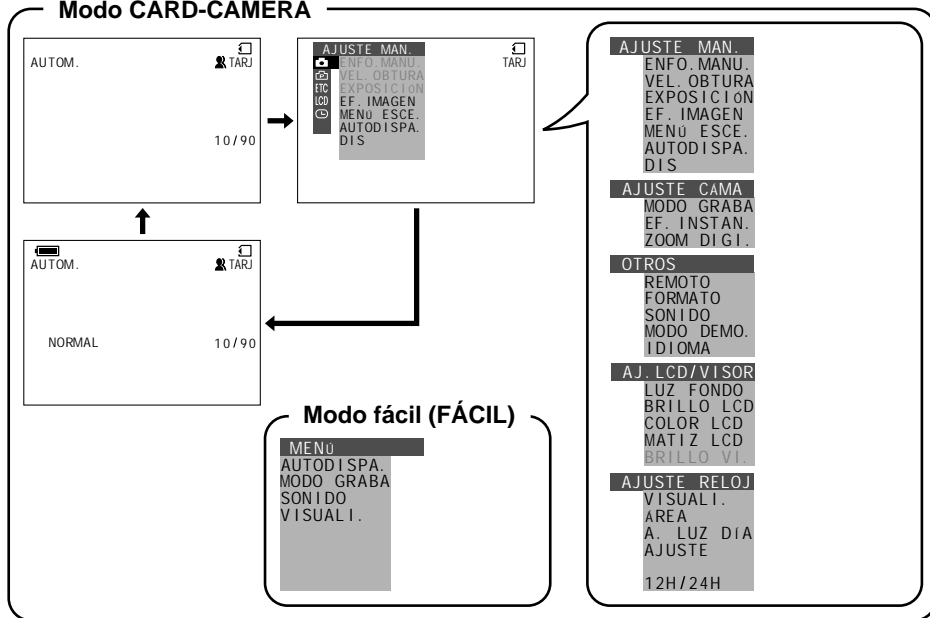 Modo CARD-CAMERA
AUTOM.
TARJ
10/90
AJUSTE MAN.
ENFO.MANU.
VEL. OBTURA
EXPOSICIóN
EF. IMAGEN
MENú ESCE.
AUTODISPA.
DIS
ETC
LCD
TARJ
AUTOM.
TARJ
NORMAL
10/90
Modo fácil (FÁCIL)
MENú
AUTODISPA.
MODO GRABA
SONIDO
VISUALI.
AJUSTE MAN.
ENFO.MANU.
VEL. OBTURA
EXPOSICIóN
EF. IMAGEN
MENú ESCE.
AUTODISPA.
DIS
AJUSTE CáMA
MODO GRABA
EF. INSTAN.
ZOOM DIGI.
OTROS
REMOTO
FORMATO
SONIDO
MODO DEMO.
IDIOMA
AJ.LCD/VISOR
LUZ FONDO
BRILLO LCD
COLOR LCD
MATIZ LCD
BRILLO VI.
AJUSTE RELOJ
VISUALI.
áREA
A. LUZ DíA
AJUSTE
12H/24H